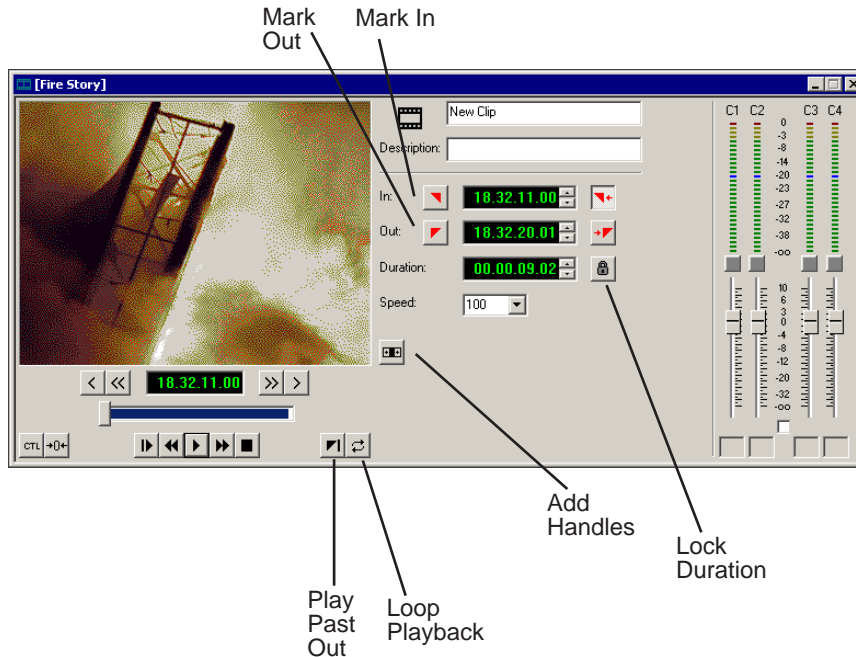 Mark
Out
Mark In
[Fire Story]
New Clip
Description:
In:
18.32.11.00
Out:
18.32.20.01
Duration:
00.00.09.02
Speed:
100
18.32.11.00
CTL
→0←
C1 C2 C3 C4
0
-3
-8
-14
-20
-23
-27
-32
-38
-oo
10
6
3
0
-4
-8
-12
-20
-32
-oo
Add
Handles
Lock
Duration
Play
Past
Out
Loop
Playback